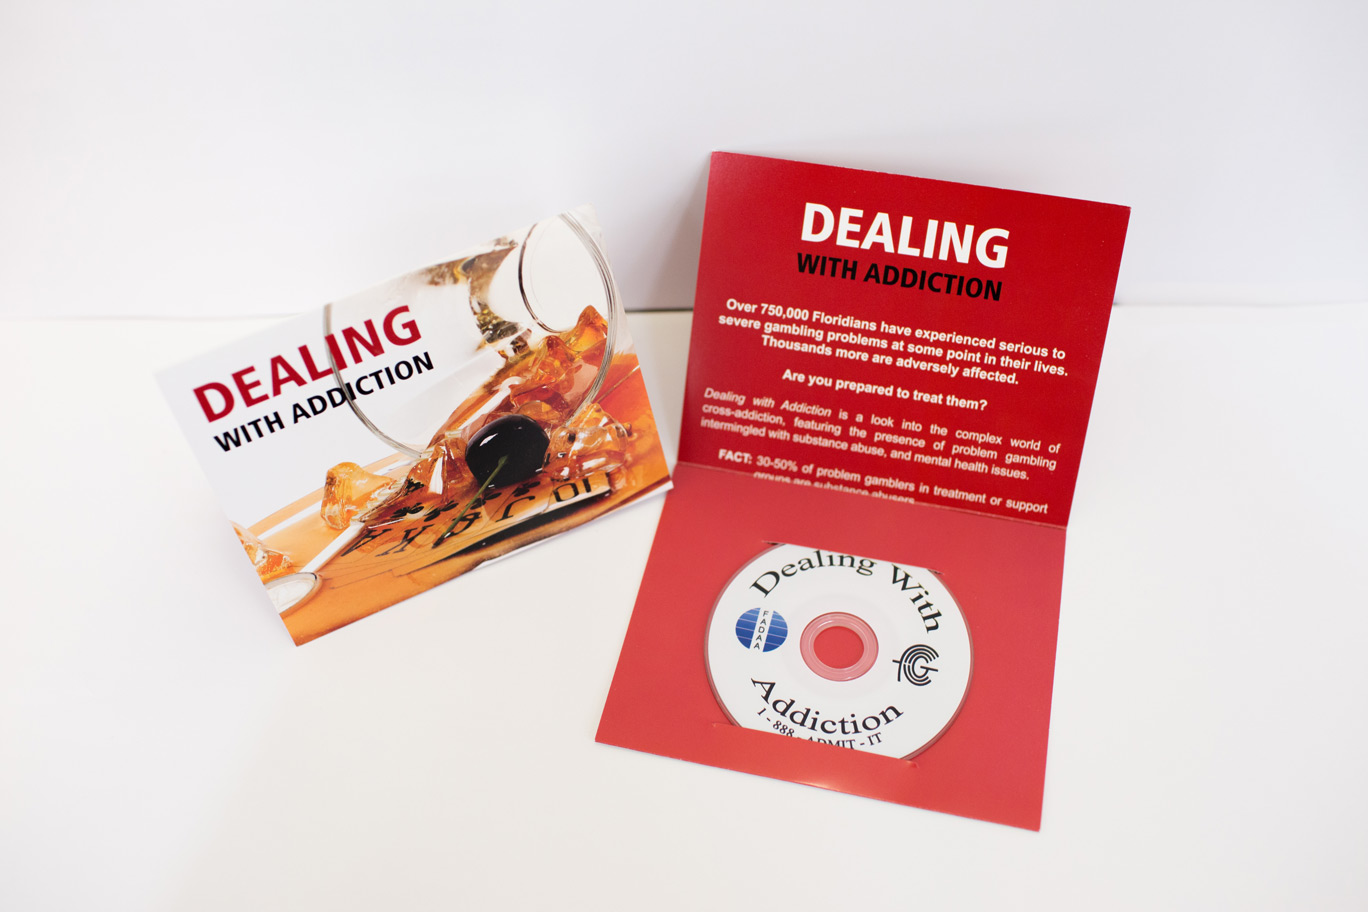 DEALING
WITH ADDICTION
A K Q J 10
DEALING
WITH ADDICTION
Over 750,000 Floridians have experienced serious to
severe gambling problems at some point in their lives.
Thousands more are adversely affected.
Are you prepared to treat them?
Dealing with Addiction is a look into the complex world of
cross-addiction, featuring the presence of problem gambling
intermingled with substance abuse, and mental health issues.
FACT: 30-50% of problem gamblers in treatment or support
groups are substance abusers
Dealing With
FADAA
Addiction
1-888-ADMIT-IT